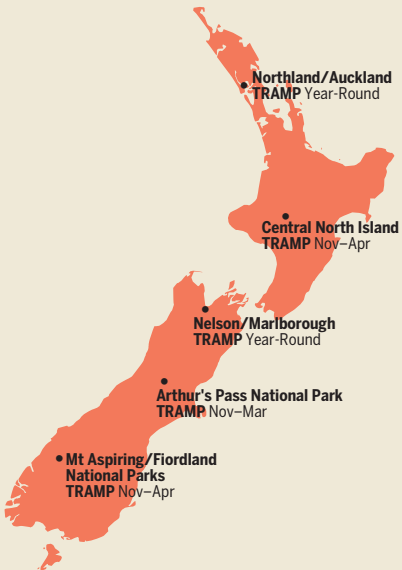 Northland/Auckland
TRAMP Year-Round
Central North Island
TRAMP Nov–Apr
Nelson/Marlborough
TRAMP Year-Round
Arthur's Pass National Park
TRAMP Nov–Mar
Mt Aspiring/Fiordland
National Parks
TRAMP Nov–Apr